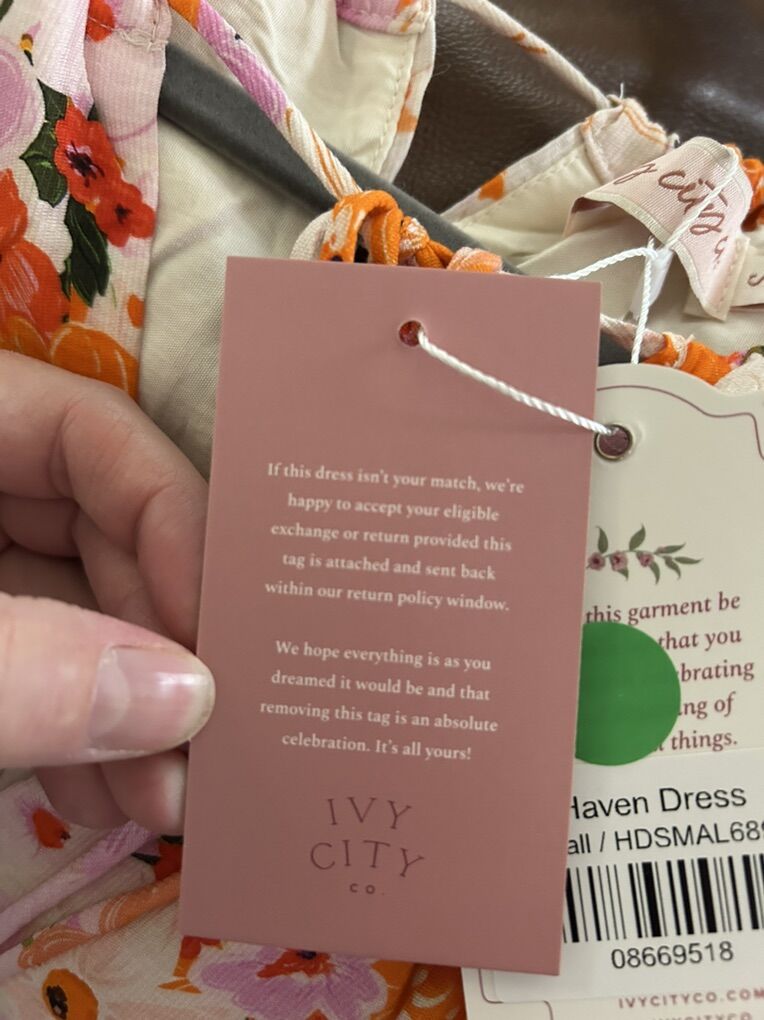 city
If this dress isn't your match, we're
happy to accept your eligible
exchange or return provided this
tag is attached and sent back
within our return policy window.
We hope everything is as you
dreamed it would be and that
removing this tag is an absolute
celebration. It's all yours!
IVY
CITY
CO.
this garment be
that you
of
things.
Haven Dress
/ HDSMAL68
08669518
IVYCITYCO.COM